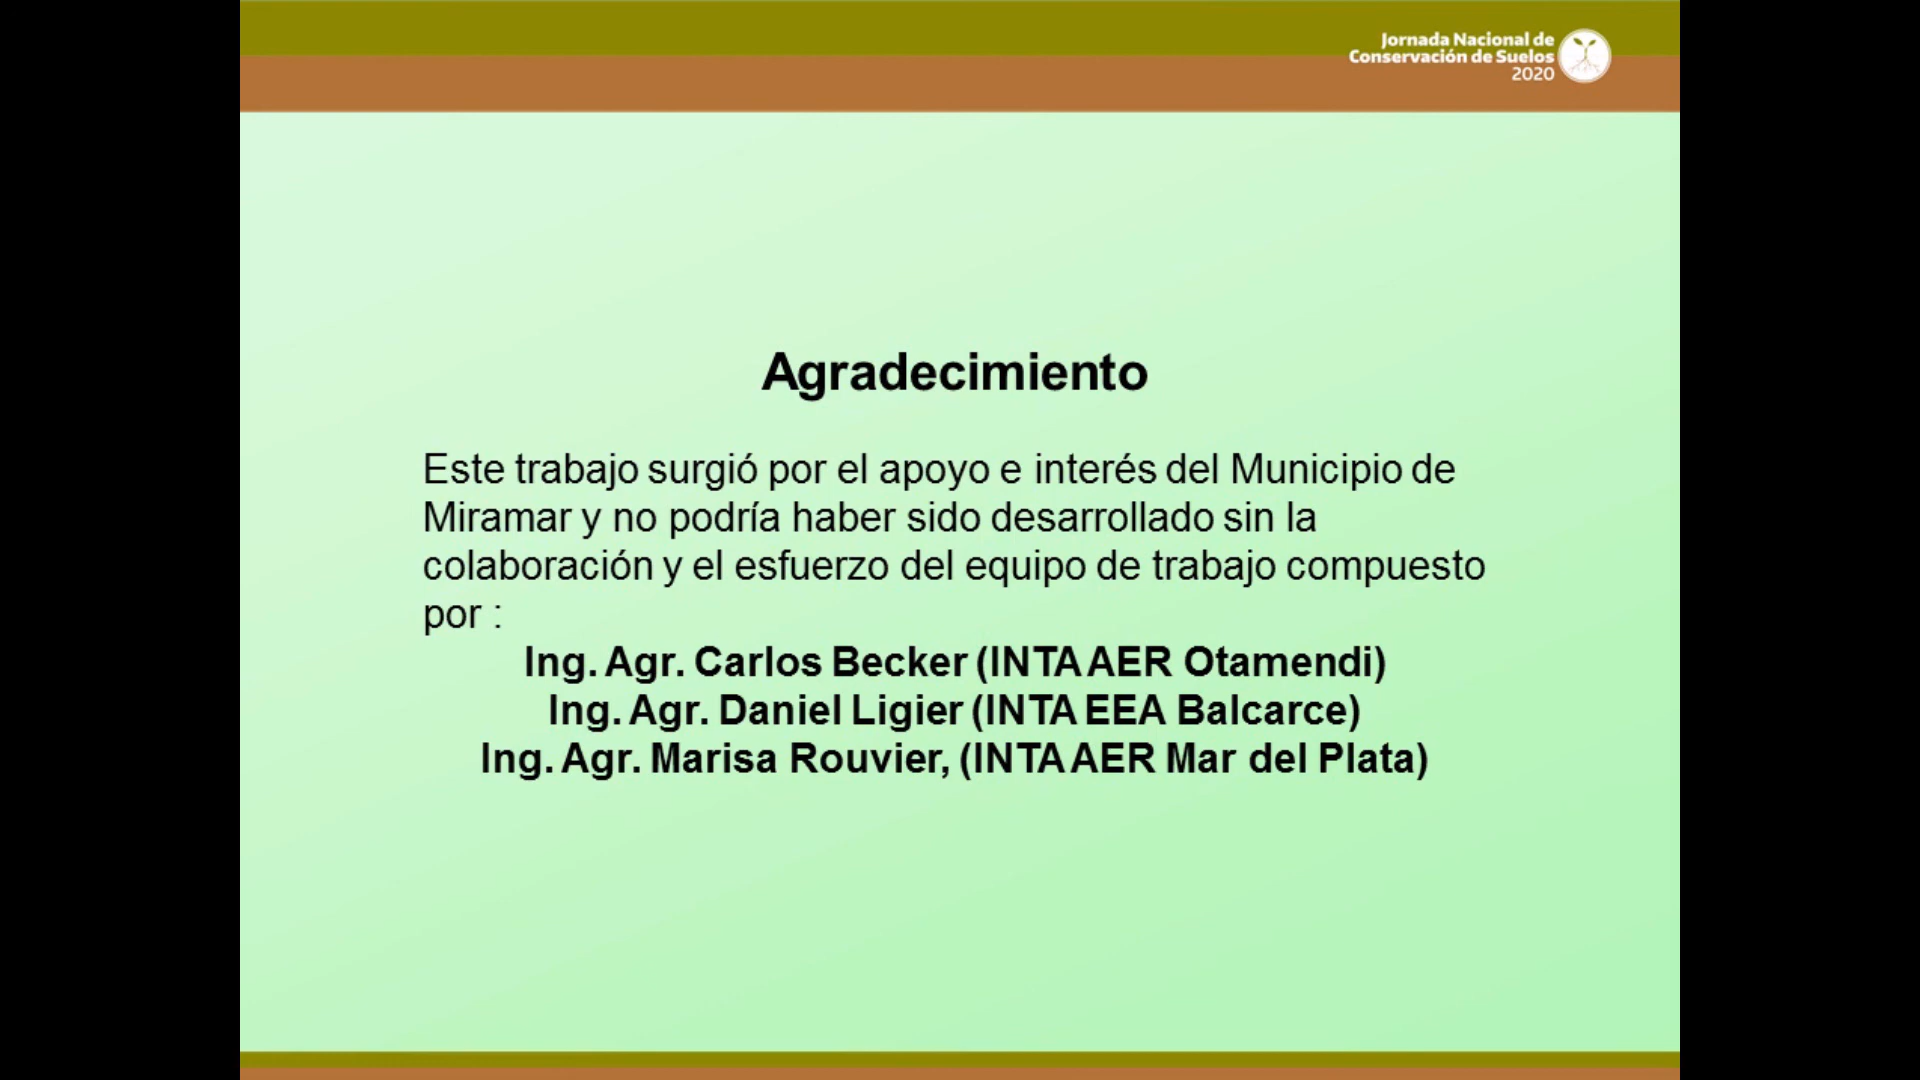 Jornada Nacional de
Conservación de Suelos
2020
Agradecimiento
Este trabajo surgió por el apoyo e interés del Municipio de
Miramar y no podría haber sido desarrollado sin la
colaboración y el esfuerzo del equipo de trabajo compuesto
por :
Ing. Agr. Carlos Becker (INTA AER Otamendi)
Ing. Agr. Daniel Ligier (INTA EEA Balcarce)
Ing. Agr. Marisa Rouvier, (INTA AER Mar del Plata)